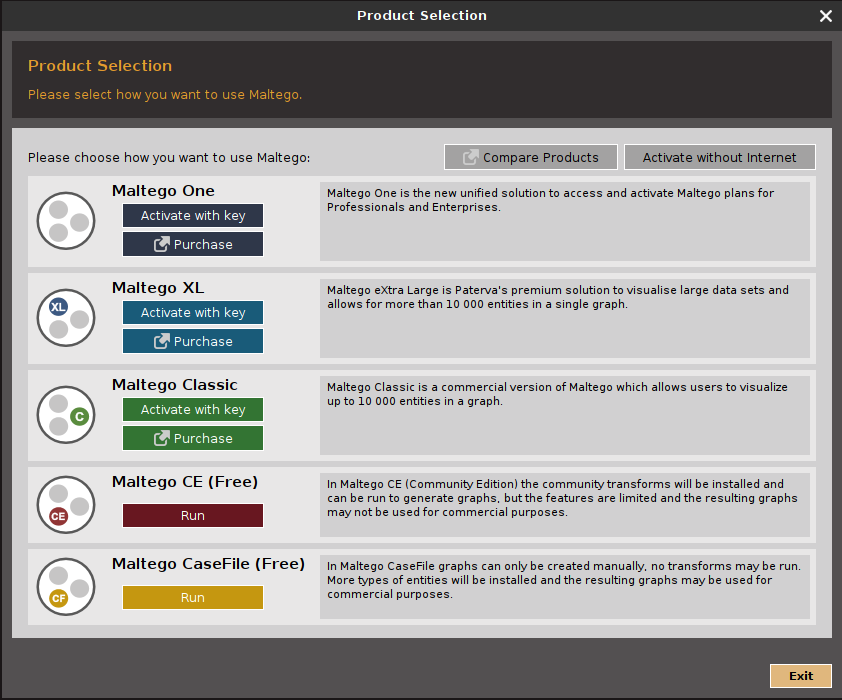 Product Selection
Product Selection
Please select how you want to use Maltego.
Please choose how you want to use Maltego:
Compare Products
Activate without Internet
Maltego One
Activate with key
Purchase
Maltego One is the new unified solution to access and activate Maltego plans for
Professionals and Enterprises.
XL
Maltego XL
Activate with key
Purchase
Maltego eXtra Large is Paterva's premium solution to visualise large data sets and
allows for more than 10 000 entities in a single graph.
C
Maltego Classic
Activate with key
Purchase
Maltego Classic is a commercial version of Maltego which allows users to visualize
up to 10 000 entities in a graph.
CE
Maltego CE (Free)
Run
In Maltego CE (Community Edition) the community transforms will be installed and
can be run to generate graphs, but the features are limited and the resulting graphs
may not be used for commercial purposes.
CF
Maltego CaseFile (Free)
Run
In Maltego CaseFile graphs can only be created manually, no transforms may be run.
More types of entities will be installed and the resulting graphs may be used for
commercial purposes.
Exit